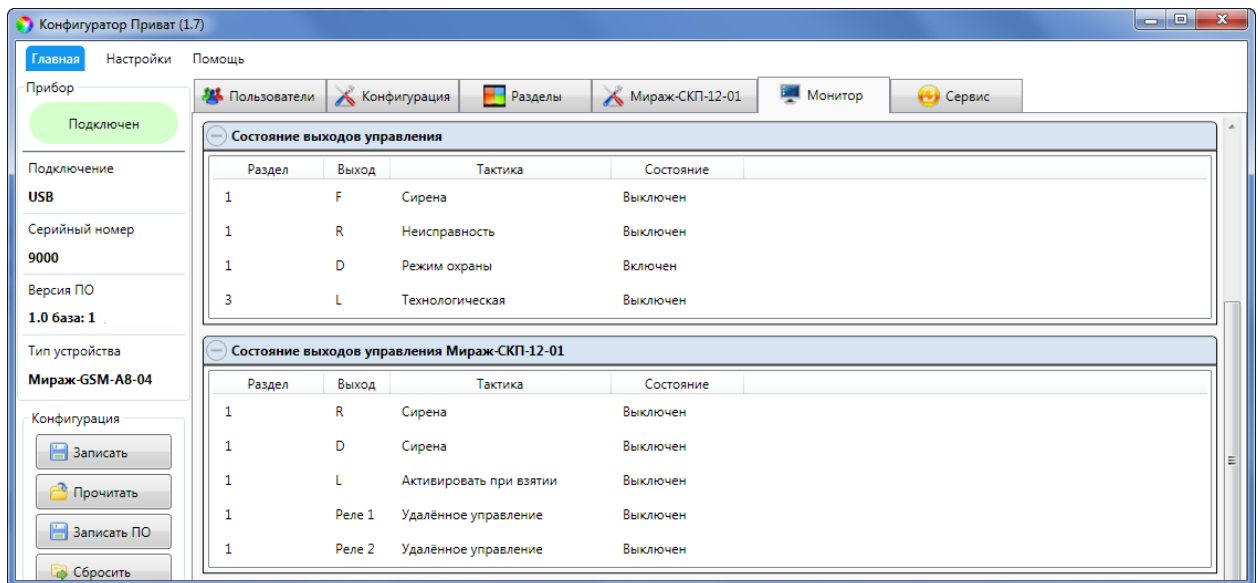 Конфигуратор Приват (1.7)
Главная Настройки Помощь
Прибор
Подключен
Подключение
USB
Серийный номер
9000
Версия ПО
1.0 база: 1
Тип устройства
Мираж-GSM-A8-04
Конфигурация
Записать
Прочитать
Записать ПО
Сбросить
Пользователи Конфигурация Разделы Мираж-СКП-12-01 Монитор Сервис
Состояние выходов управления
Раздел Выход Тактика Состояние
1 F Сирена Выключен
1 R Неисправность Выключен
1 D Режим охраны Включен
3 L Технологическая Выключен
Состояние выходов управления Мираж-СКП-12-01
Раздел Выход Тактика Состояние
1 R Сирена Выключен
1 D Сирена Выключен
1 L Активировать при взятии Выключен
1 Реле 1 Удалённое управление Выключен
1 Реле 2 Удалённое управление Выключен